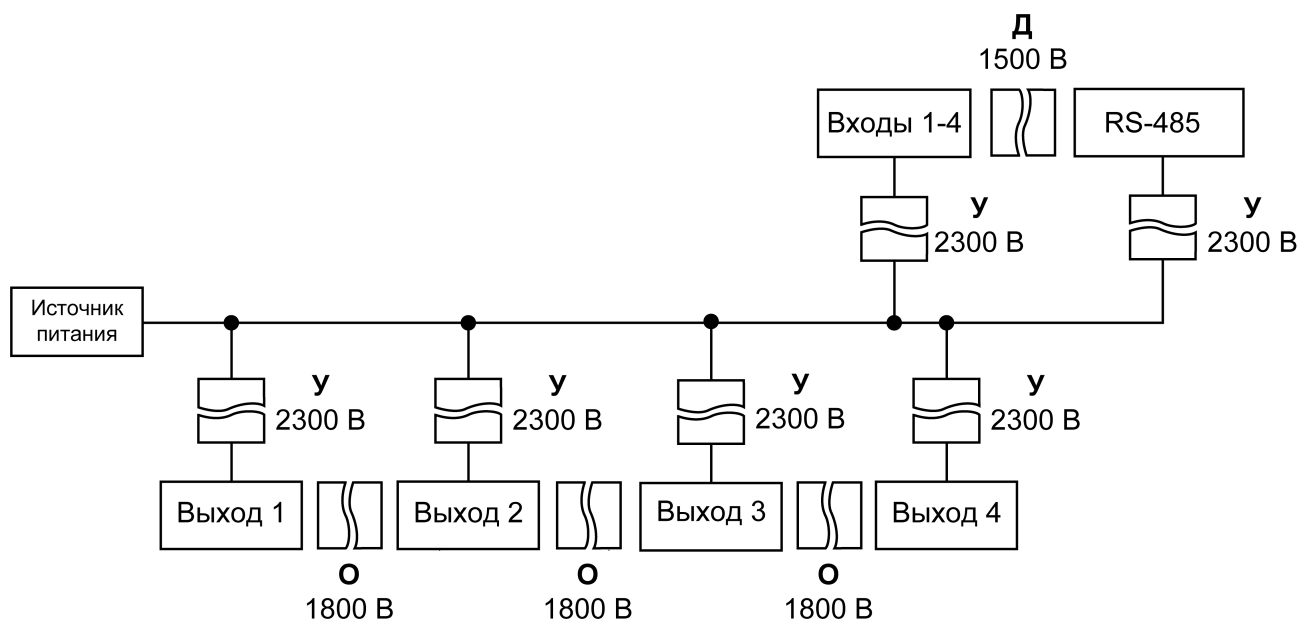 Д
1500 В
Входы 1-4
RS-485
У
2300 В
У
2300 В
Источник
питания
У
2300 В
У
2300 В
У
2300 В
У
2300 В
Выход 1
Выход 2
Выход 3
Выход 4
О
1800 В
О
1800 В
О
1800 В